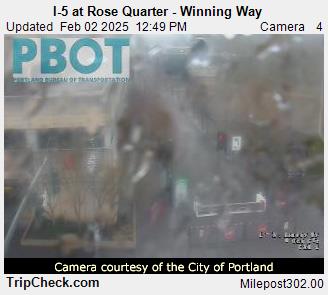 I-5 at Rose Quarter - Winning Way
Updated Feb 02 2025 12:49 PM Camera 4
PBOT
PORTLAND BUREAU OF TRANSPORTATION
Camera courtesy of the City of Portland
TripCheck.com Milepost302.00